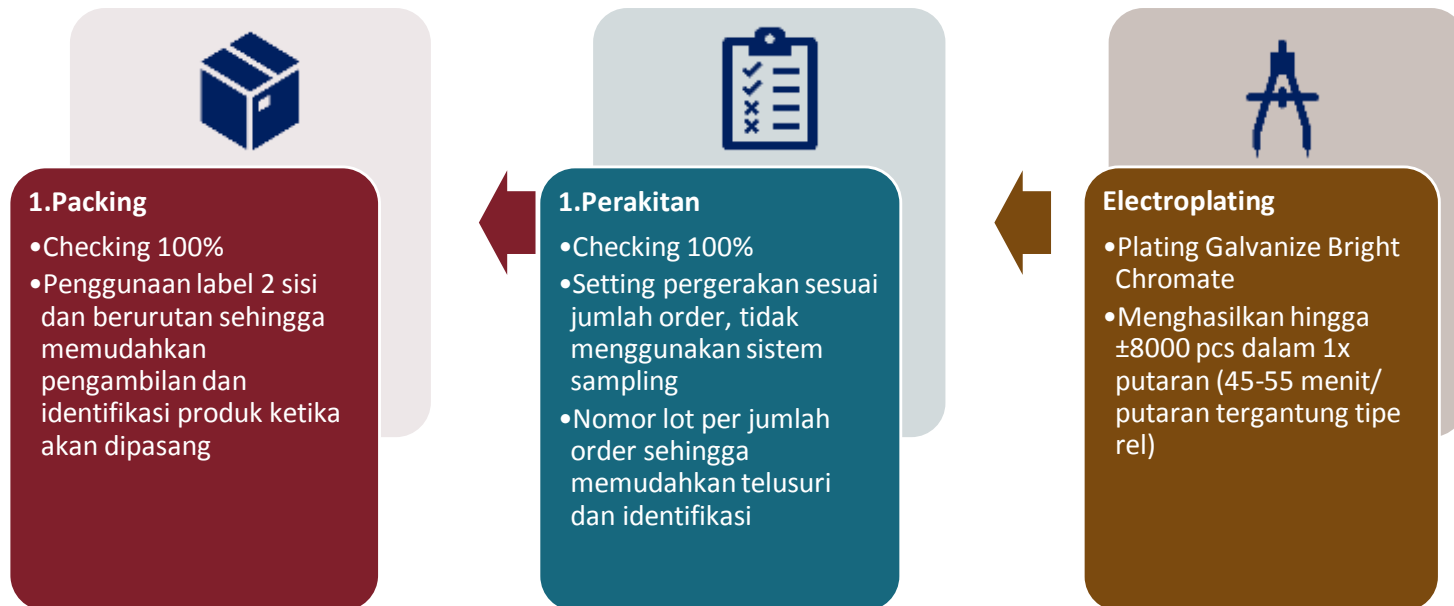 1.Packing
•Checking 100%
•Penggunaan label 2 sisi
dan berurutan sehingga
memudahkan
pengambilan dan
identifikasi produk ketika
akan dipasang
1.Perakitan
•Checking 100%
•Setting pergerakan sesuai
jumlah order, tidak
menggunakan sistem
sampling
•Nomor lot per jumlah
order sehingga
memudahkan telusuri
dan identifikasi
Electroplating
•Plating Galvanize Bright
Chromate
•Menghasilkan hingga
±8000 pcs dalam 1x
putaran (45-55 menit/
putaran tergantung tipe
rel)